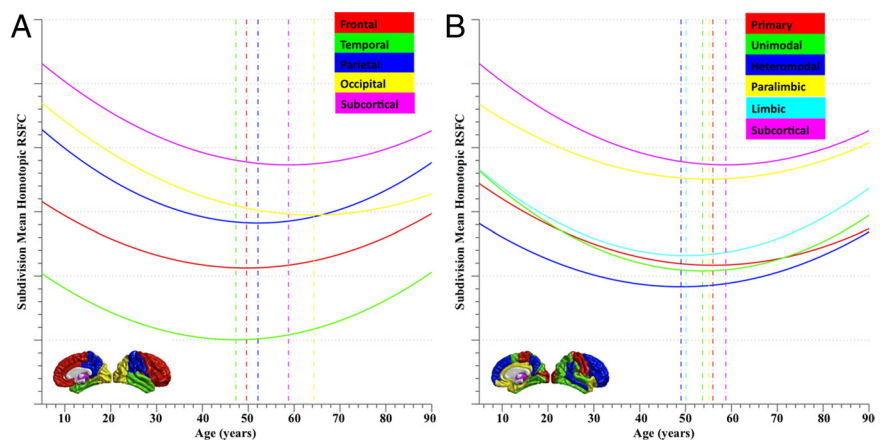 A
Frontal
Temporal
Parietal
Occipital
Subcortical
Subdivision Mean Homotopic RSFC
10 20 30 40 50 60 70 80 90
Age (years)
B
Primary
Unimodal
Heteromodal
Paralimbic
Limbic
Subcortical
Subdivision Mean Homotopic RSFC
10 20 30 40 50 60 70 80 90
Age (years)